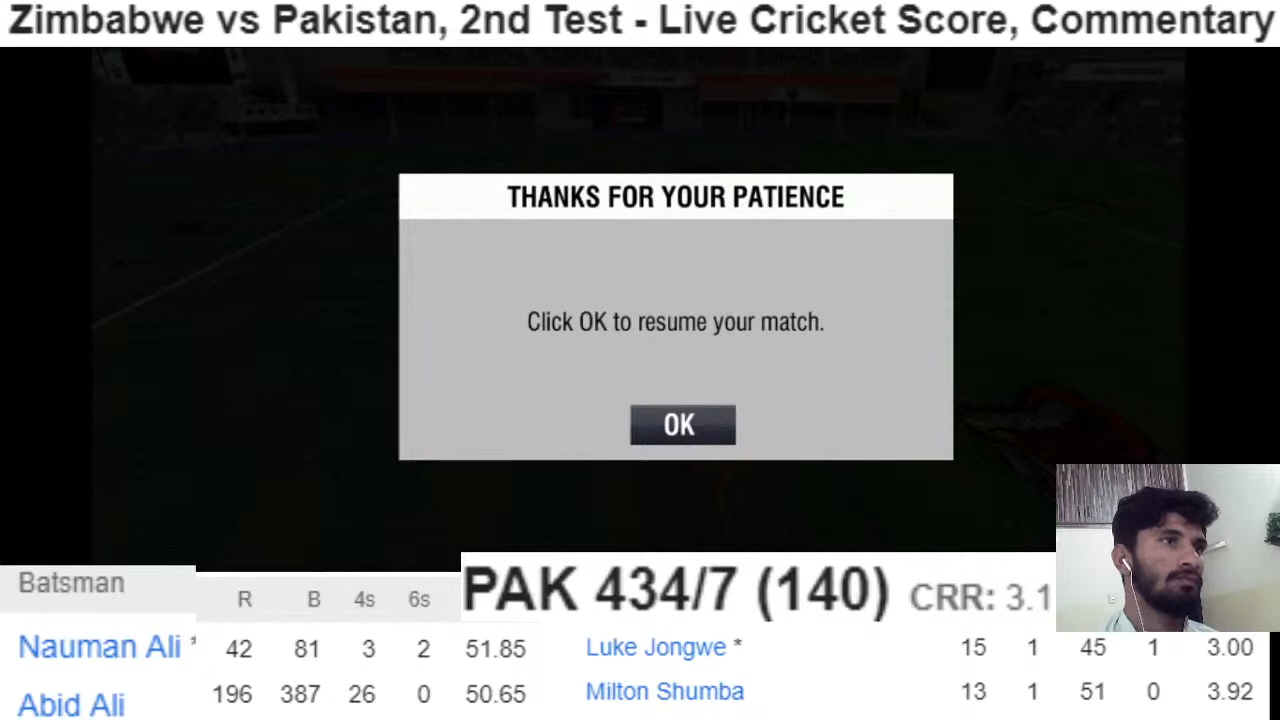 Zimbabwe vs Pakistan, 2nd Test - Live Cricket Score, Commentary
THANKS FOR YOUR PATIENCE
Click OK to resume your match.
OK
PAK 434/7 (140) CRR: 3.1
Batsman R B 4s 6s
Nauman Ali * 42 81 3 2 51.85
Abid Ali 196 387 26 0 50.65
Luke Jongwe * 15 1 45 1 3.00
Milton Shumba 13 1 51 0 3.92